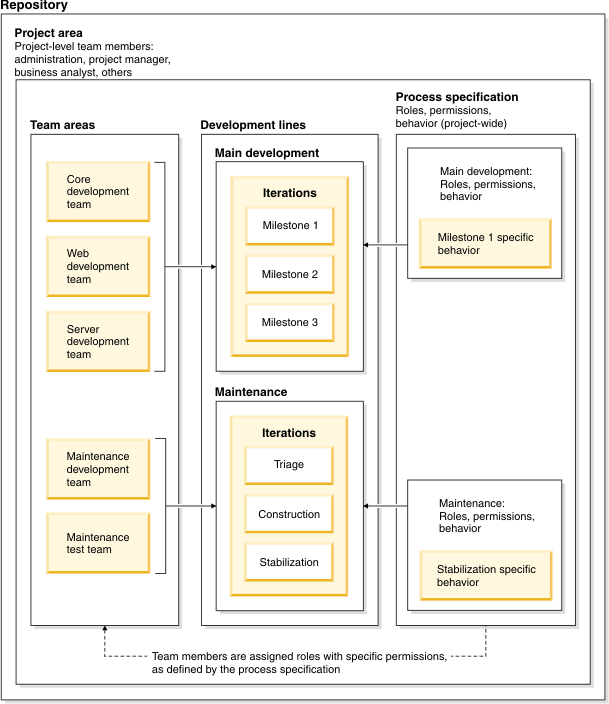 Repository
Project area
Project-level team members:
administration, project manager,
business analyst, others
Team areas
Core
development
team
Web
development
team
Server
development
team
Maintenance
development
team
Maintenance
test team
Development lines
Main development
Iterations
Milestone 1
Milestone 2
Milestone 3
Maintenance
Iterations
Triage
Construction
Stabilization
Process specification
Roles, permissions,
behavior (project-wide)
Main development:
Roles, permissions,
behavior
Milestone 1 specific
behavior
Maintenance:
Roles, permissions,
behavior
Stabilization specific
behavior
Team members are assigned roles with specific permissions,
as defined by the process specification